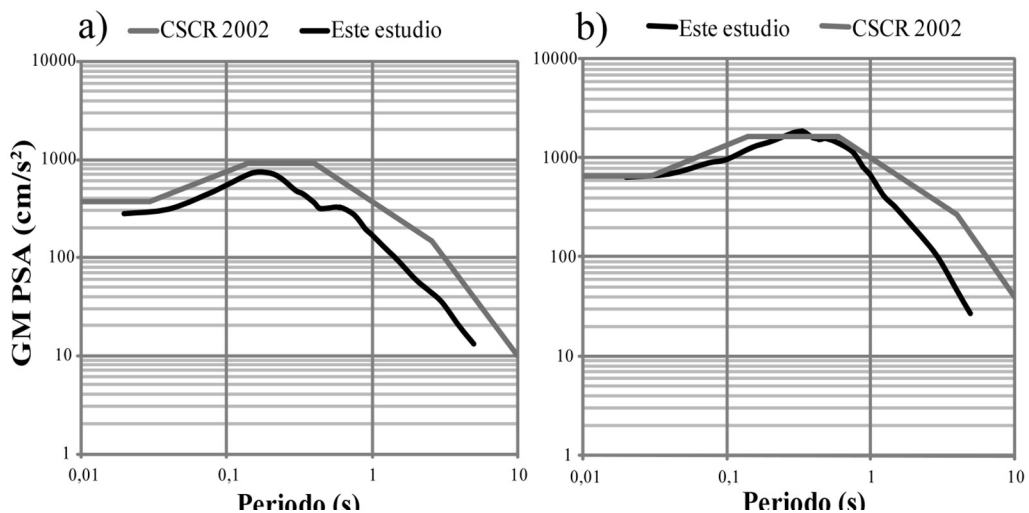 a) CSCR 2002 Este estudio
GM PSA (cm/s²)
10000
1000
100
10
1
0,01 0,1 1 10
Periodo (s)
b) Este estudio CSCR 2002
10000
1000
100
10
1
0,01 0,1 1 10
Periodo (s)